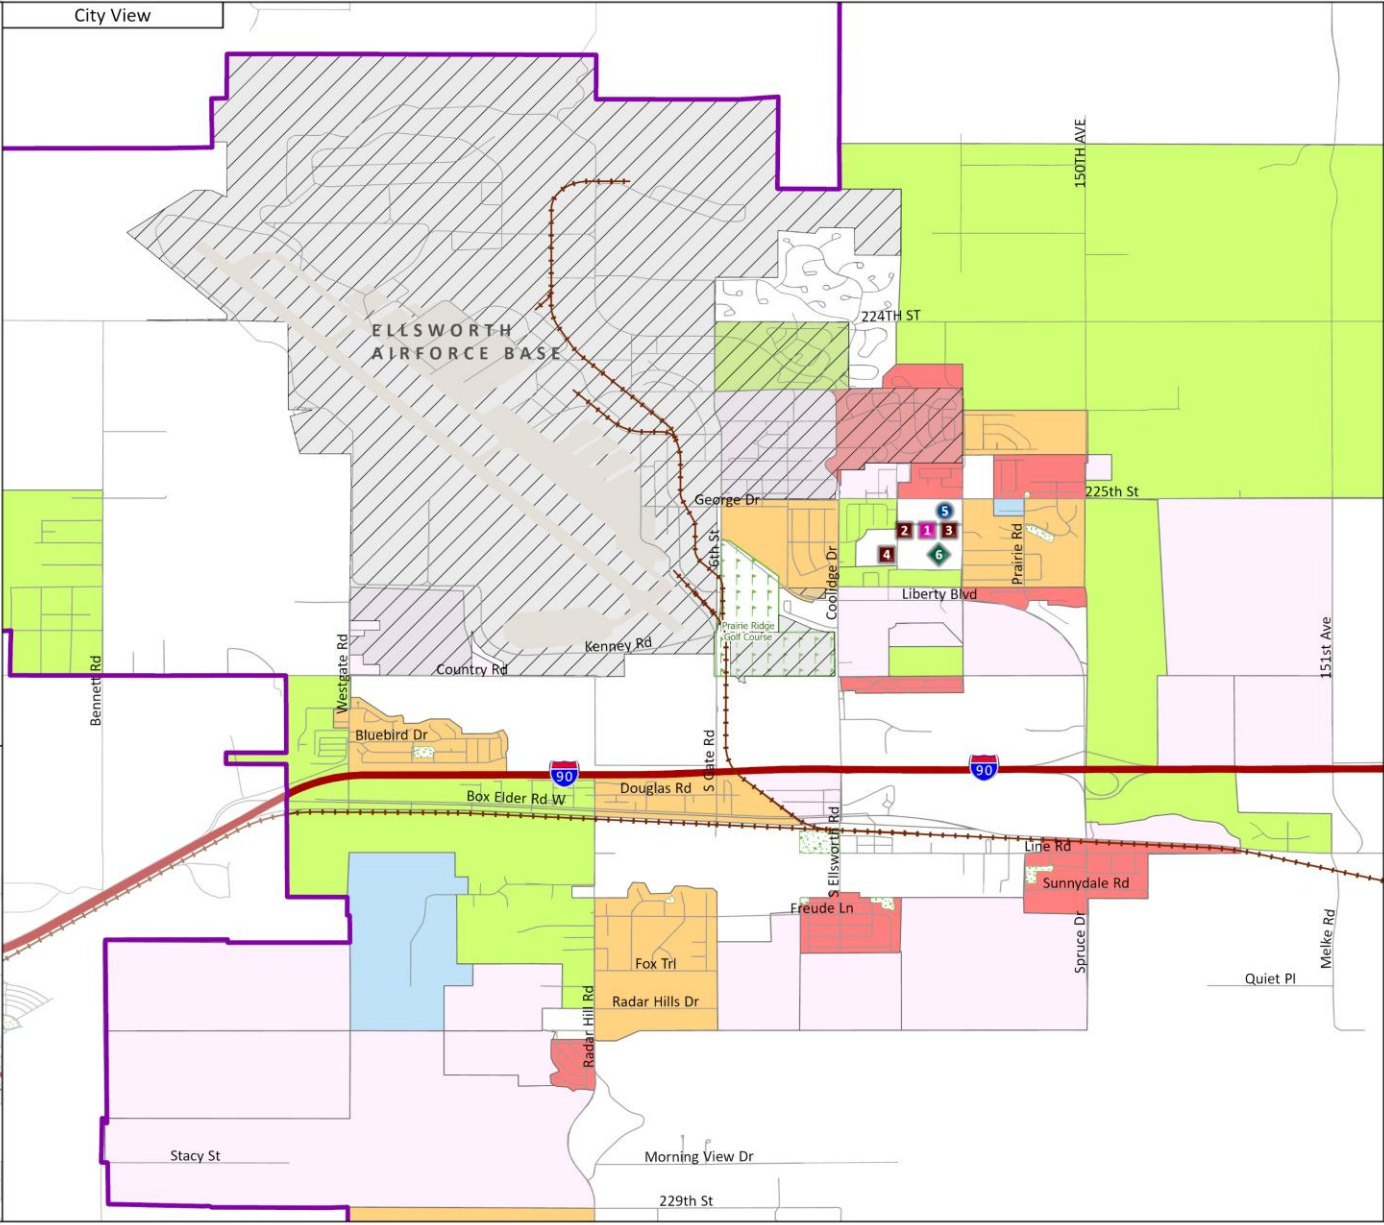 City View
150TH AVE
224TH ST
ELLSWORTH
AIRFORCE BASE
George Dr
225th St
5
2
1
3
4
6
6th St
Prairie Rd
Coolidge Dr
Liberty Blvd
Prairie Ridge
Golf Course
Kenney Rd
Country Rd
Westgate Rd
Bennett Rd
151st Ave
Bluebird Dr
S Gate Rd
90
90
Douglas Rd
Box Elder Rd W
S Ellsworth Rd
Line Rd
Sunnydale Rd
Freude Ln
Spruce Dr
Melke Rd
Fox Trl
Quiet Pl
Radar Hills Dr
Radar Hill Rd
Stacy St
Morning View Dr
229th St